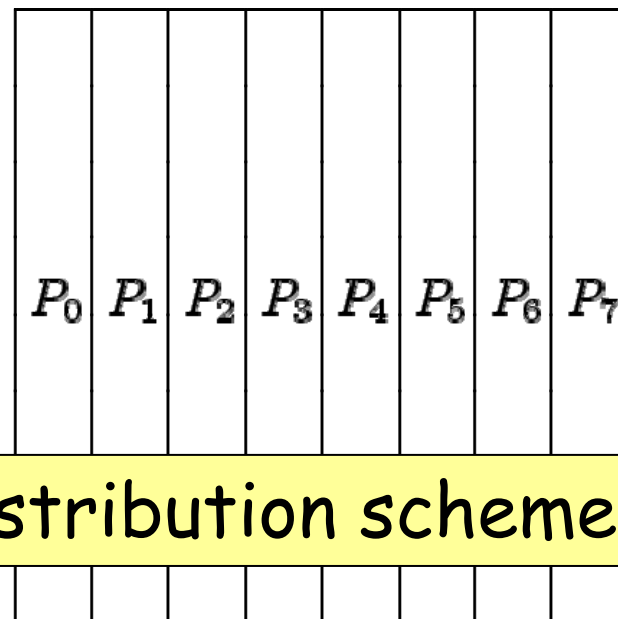 P₀ P₁ P₂ P₃ P₄ P₅ P₆ P₇
stribution scheme